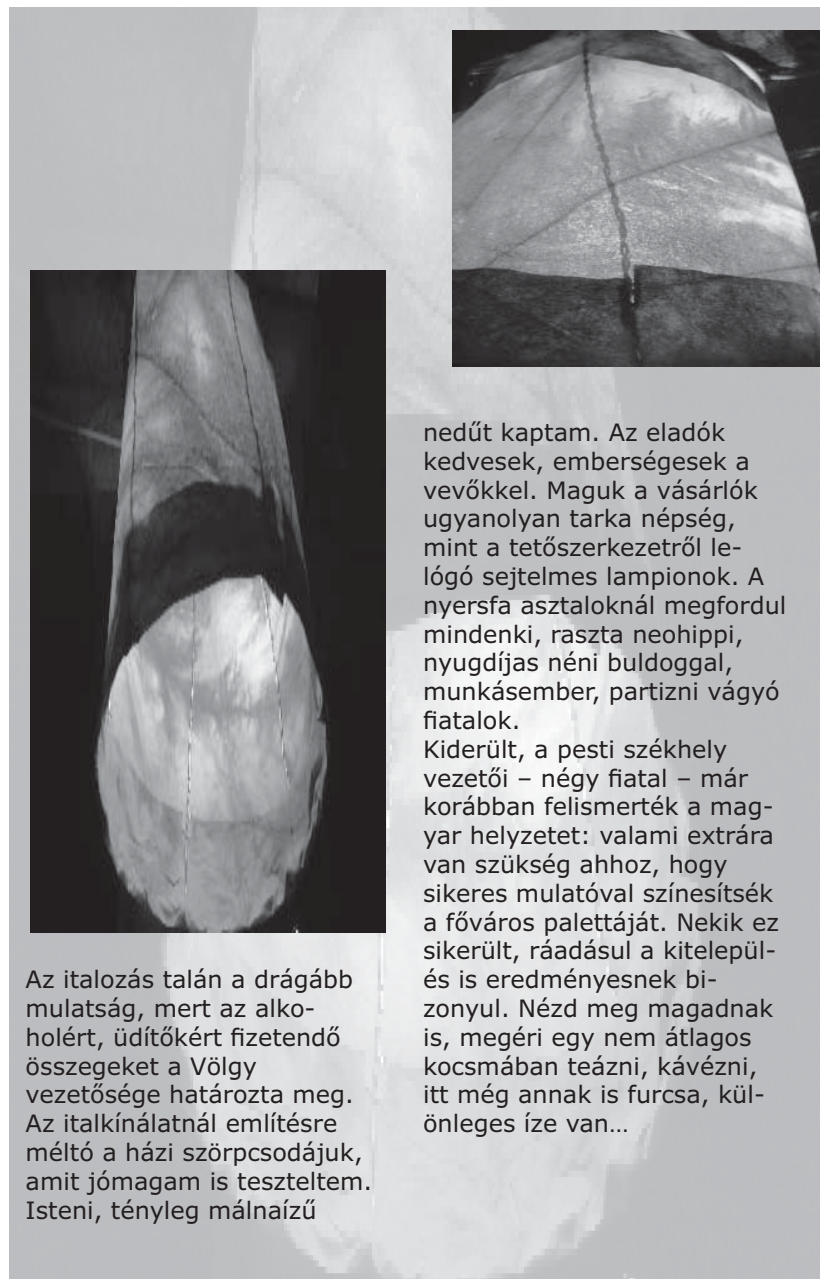 Az italozás talán a drágább
mulatság, mert az alko-
holért, üdítőkért fizetendő
összegeket a Völgy
vezetősége határozta meg.
Az italkínálatnál említésre
méltó a házi szörpcsodájuk,
amit jómagam is teszteltem.
Isteni, tényleg málnaízű
nedűt kaptam. Az eladók
kedvesek, emberségesek a
vevőkkel. Maguk a vásárlók
ugyanolyan tarka népség,
mint a tetőszerkezetről le-
lógó sejtelmes lampionok. A
nyersfa asztaloknál megfordul
mindenki, raszta neohippi,
nyugdíjas néni buldoggal,
munkásember, partizni vágyó
fiatalok.
Kiderült, a pesti székhely
vezetői – négy fiatal – már
korábban felismerték a mag-
yar helyzetet: valami extrára
van szükség ahhoz, hogy
sikeres mulatóval színesítsék
a főváros palettáját. Nekik ez
sikerült, ráadásul a kitelepül-
és is eredményesnek bi-
zonyul. Nézd meg magadnak
is, megéri egy nem átlagos
kocsmában teázni, kávézni,
itt még annak is furcsa, kül-
önleges íze van…